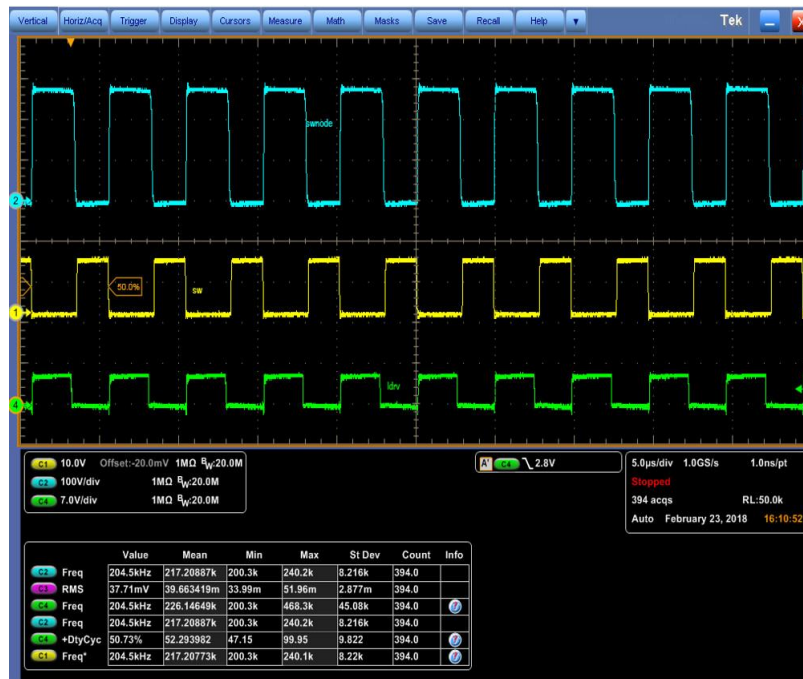 Vertical Horiz/Acq Trigger Display Cursors Measure Math Masks Save Recall Help Tek X
swnode
2
50.0%
sw
1
ldrv
4
C1 10.0V Offset:-20.0mV 1MΩ BW:20.0M
C2 100V/div 1MΩ BW:20.0M
C4 7.0V/div 1MΩ BW:20.0M
A' C4 2.8V
5.0µs/div 1.0GS/s 1.0ns/pt
Stopped
394 acqs RL:50.0k
Auto February 23, 2018 16:10:52
Value Mean Min Max St Dev Count Info
C2 Freq 204.5kHz 217.20887k 200.3k 240.2k 8.216k 394.0
C3 RMS 37.71mV 39.663419m 33.99m 51.96m 2.877m 394.0
C4 Freq 204.5kHz 226.14649k 200.3k 468.3k 45.08k 394.0
C2 Freq 204.5kHz 217.20887k 200.3k 240.2k 8.216k 394.0
C4 +DtyCyc 50.73% 52.293982 47.15 99.95 9.822 394.0
C1 Freq* 204.5kHz 217.20773k 200.3k 240.1k 8.22k 394.0